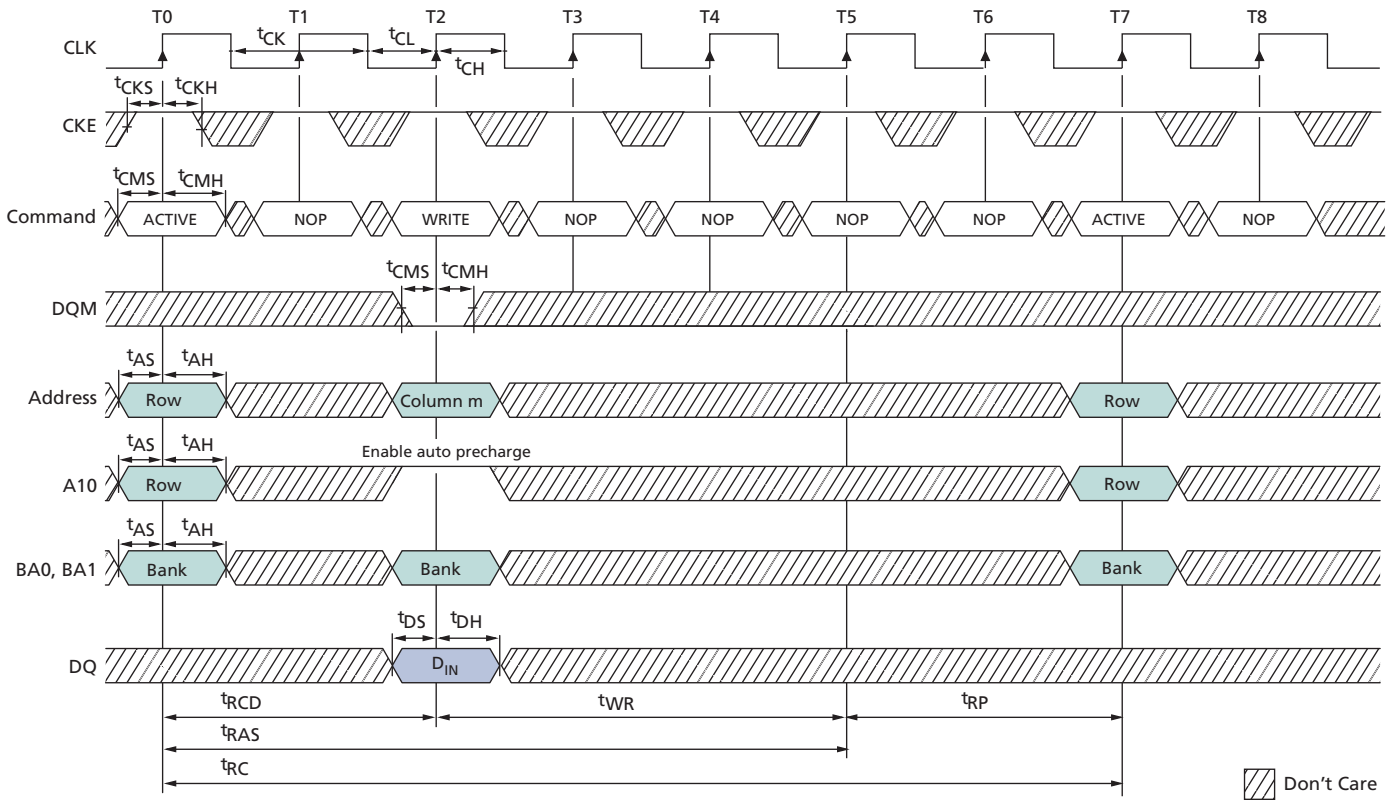 T0 T1 T2 T3 T4 T5 T6 T7 T8
CLK
tCK tCL
tCH
tCKS tCKH
CKE
tCMS tCMH
Command ACTIVE NOP WRITE NOP NOP NOP NOP ACTIVE NOP
tCMS tCMH
DQM
tAS tAH
Address Row Column m Row
tAS tAH Enable auto precharge
A10 Row Row
tAS tAH
BA0, BA1 Bank Bank Bank
tDS tDH
DQ DIN
tRCD tWR tRP
tRAS
tRC
Don't Care